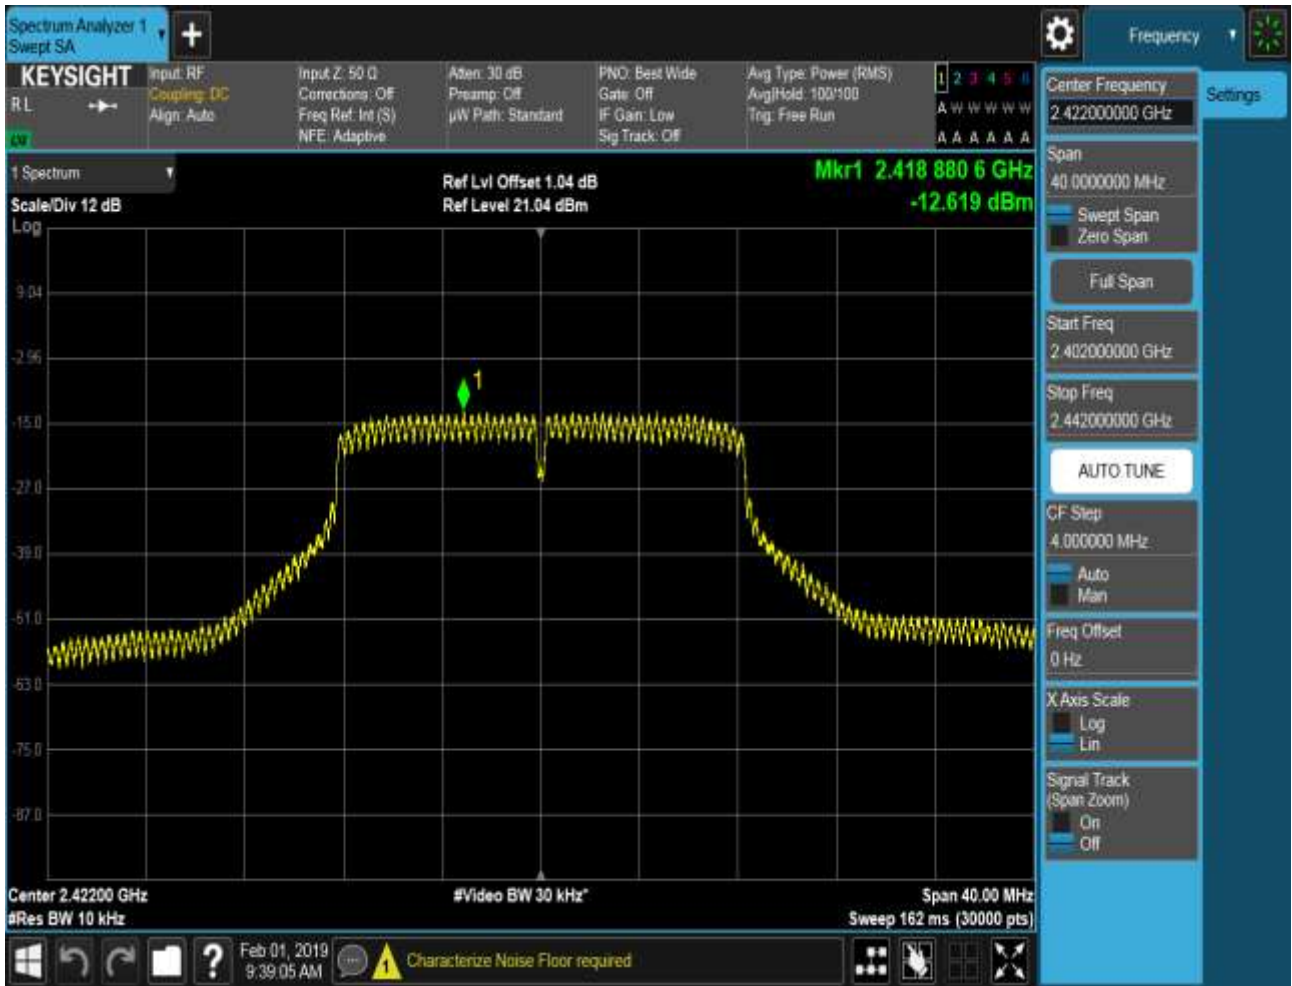 Spectrum Analyzer 1
Swept SA
+
Frequency
KEYSIGHT
Input: RF
Input Z: 50 Ω
Atten: 30 dB
PNO: Best Wide
Avg Type: Power (RMS)
1 2 3 4 5 6
R L
Coupling: DC
Corrections: Off
Preamp: Off
Gate: Off
Avg|Hold: 100/100
Align: Auto
Freq Ref: Int (S)
µW Path: Standard
IF Gain: Low
Trig: Free Run
A W W W W W
NFE: Adaptive
Sig Track: Off
A A A A A A
1 Spectrum
Ref Lvl Offset 1.04 dB
Mkr1 2.418 880 6 GHz
Scale/Div 12 dB
Ref Level 21.04 dBm
-12.619 dBm
Log
9.04
-2.96
-15.0
-27.0
-39.0
-51.0
-63.0
-75.0
-87.0
1
Center 2.42200 GHz
#Video BW 30 kHz*
Span 40.00 MHz
#Res BW 10 kHz
Sweep 162 ms (30000 pts)
?
Feb 01, 2019
9:39:05 AM
1
Characterize Noise Floor required
Center Frequency
2.422000000 GHz
Settings
Span
40.0000000 MHz
Swept Span
Zero Span
Full Span
Start Freq
2.402000000 GHz
Stop Freq
2.442000000 GHz
AUTO TUNE
CF Step
4.000000 MHz
Auto
Man
Freq Offset
0 Hz
X Axis Scale
Log
Lin
Signal Track
(Span Zoom)
On
Off